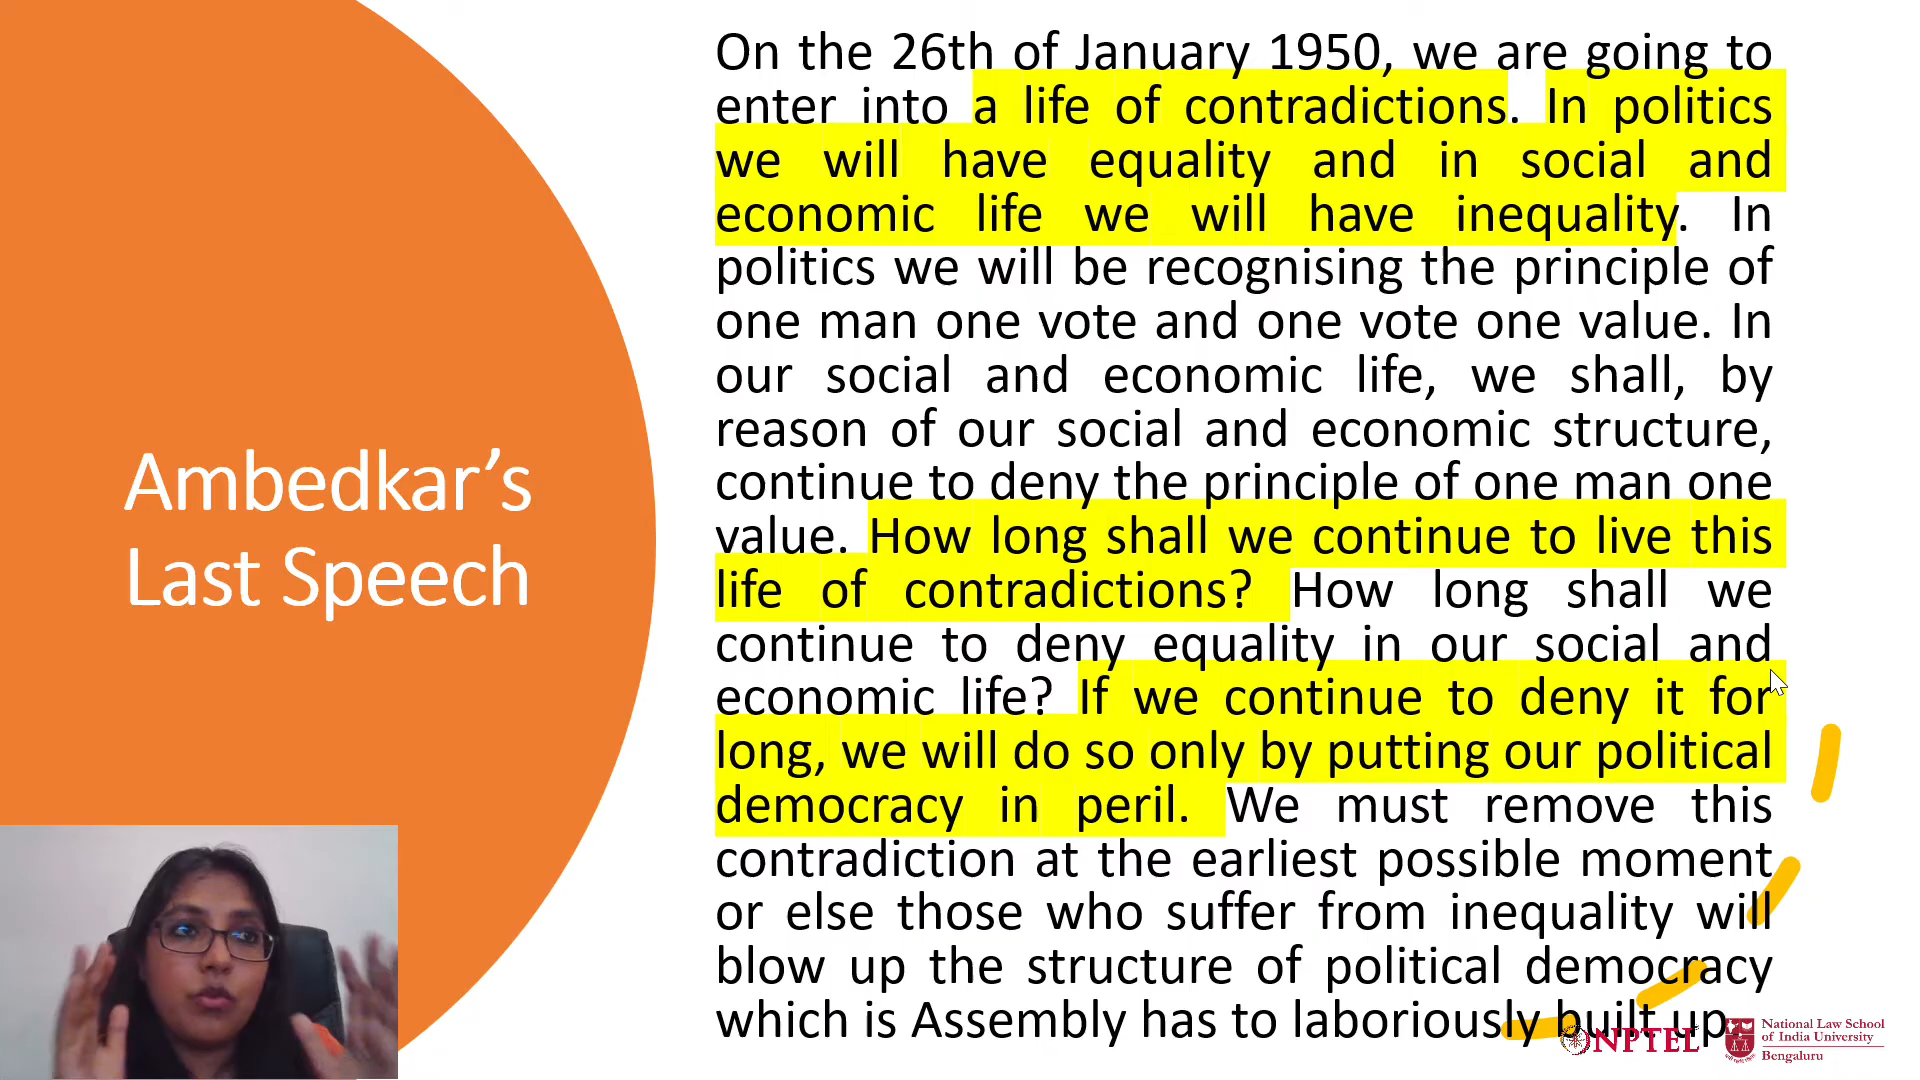 Ambedkar’s
Last Speech
On the 26th of January 1950, we are going to
enter into a life of contradictions. In politics
we will have equality and in social and
economic life we will have inequality. In
politics we will be recognising the principle of
one man one vote and one vote one value. In
our social and economic life, we shall, by
reason of our social and economic structure,
continue to deny the principle of one man one
value. How long shall we continue to live this
life of contradictions? How long shall we
continue to deny equality in our social and
economic life? If we continue to deny it for
long, we will do so only by putting our political
democracy in peril. We must remove this
contradiction at the earliest possible moment
or else those who suffer from inequality will
blow up the structure of political democracy
which is Assembly has to laboriously built up
NPTEL
National Law School
of India University
Bengaluru